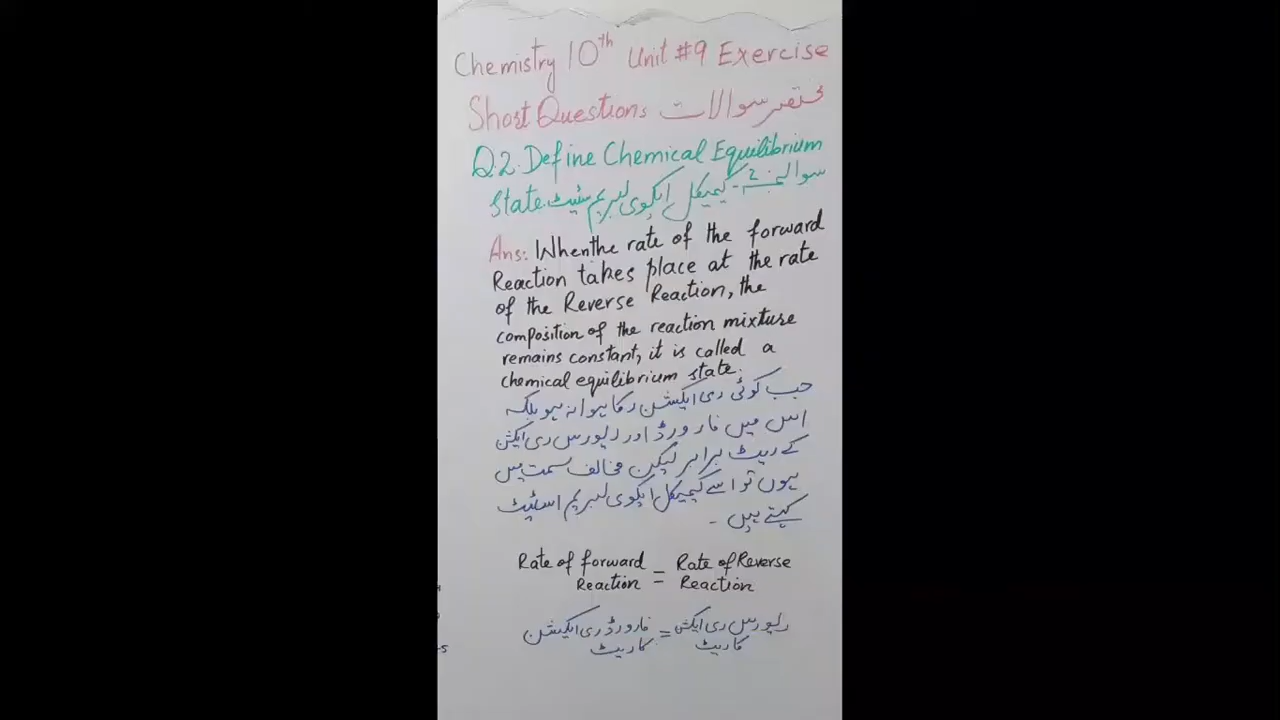 Chemistry 10th Unit #9 Exercise
Short Questions مختصر سوالات
Q.2. Define Chemical Equilibrium
State. سوال نمبر 2 - کیمیکل ایکوی لبریم سٹیٹ
Ans: When the rate of the forward
Reaction takes place at the rate
of the Reverse Reaction, the
composition of the reaction mixture
remains constant, it is called a
chemical equilibrium state.
جب کوئی ری ایکشن رکا ہوا نہ ہو بلکہ
اس میں فارورڈ اور ریورس ری ایکشن
کے ریٹ برابر لیکن مخالف سمت میں
ہوں تو اسے کیمیکل ایکوی لبریم اسٹیٹ
کہتے ہیں -
Rate of forward Reaction = Rate of Reverse Reaction
فارورڈ ری ایکشن کا ریٹ = ریورس ری ایکشن کا ریٹ